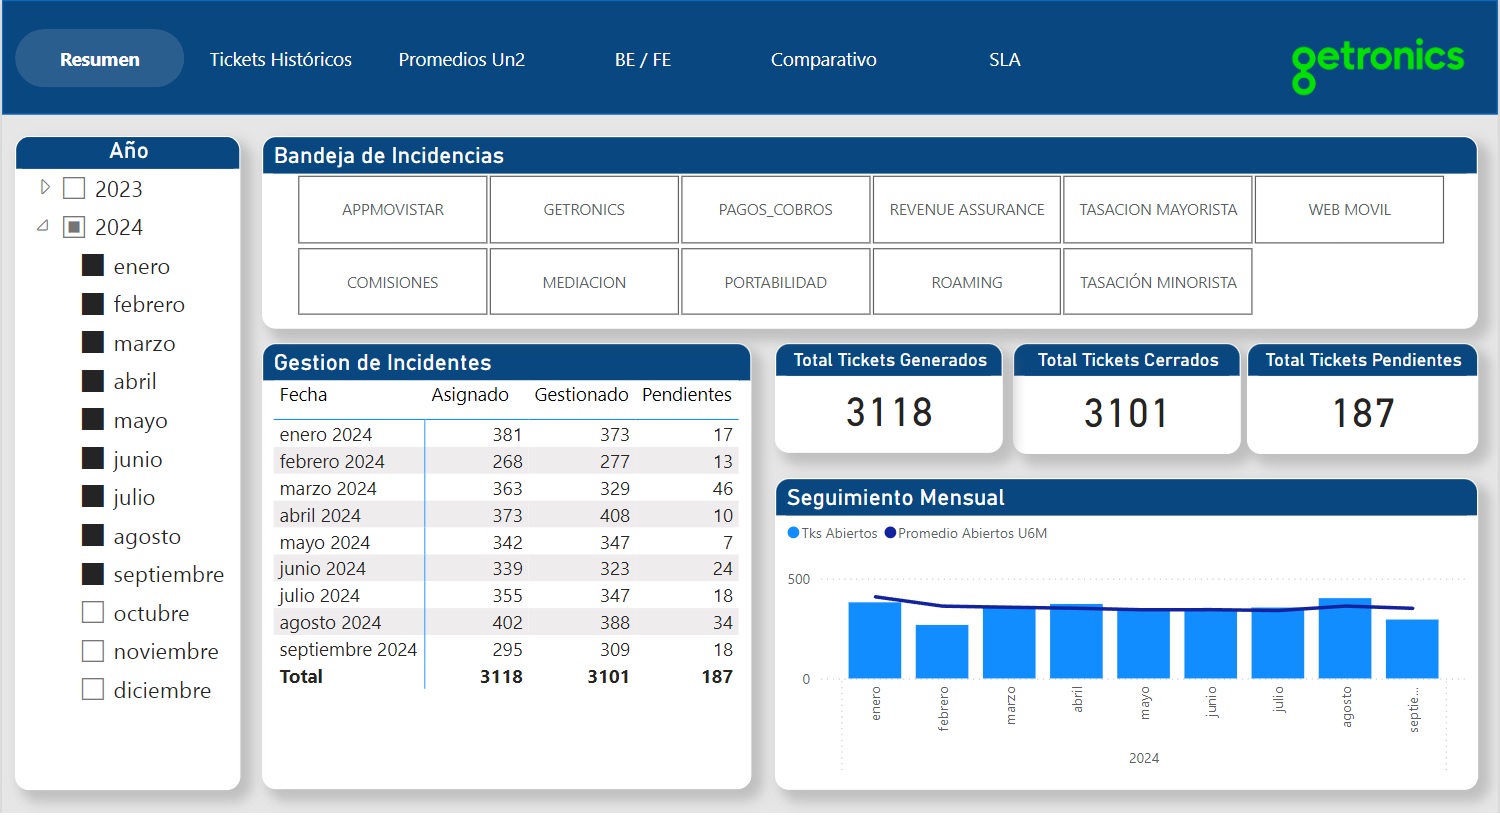 Resumen
Tickets Históricos
Promedios Un2
BE / FE
Comparativo
SLA
getronics
Año
2023
2024
enero
febrero
marzo
abril
mayo
junio
julio
agosto
septiembre
octubre
noviembre
diciembre
Bandeja de Incidencias
APPMOVISTAR
GETRONICS
PAGOS_COBROS
REVENUE ASSURANCE
TASACION MAYORISTA
WEB MOVIL
COMISIONES
MEDIACION
PORTABILIDAD
ROAMING
TASACIÓN MINORISTA
Gestion de Incidentes
Fecha Asignado Gestionado Pendientes
enero 2024 381 373 17
febrero 2024 268 277 13
marzo 2024 363 329 46
abril 2024 373 408 10
mayo 2024 342 347 7
junio 2024 339 323 24
julio 2024 355 347 18
agosto 2024 402 388 34
septiembre 2024 295 309 18
Total 3118 3101 187
Total Tickets Generados
3118
Total Tickets Cerrados
3101
Total Tickets Pendientes
187
Seguimiento Mensual
Tks Abiertos Promedio Abiertos U6M
500
0
enero
febrero
marzo
abril
mayo
junio
julio
agosto
septie...
2024